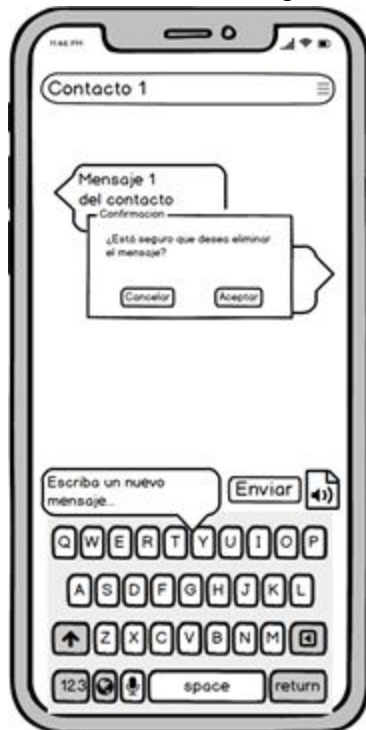 11:46 PM
Contacto 1
Mensaje 1
del contacto
Confirmacion
¿Está seguro que desea eliminar
el mensaje?
Cancelar Aceptar
Escriba un nuevo
mensaje...
Enviar
Q W E R T Y U I O P
A S D F G H J K L
Z X C V B N M
123 space return